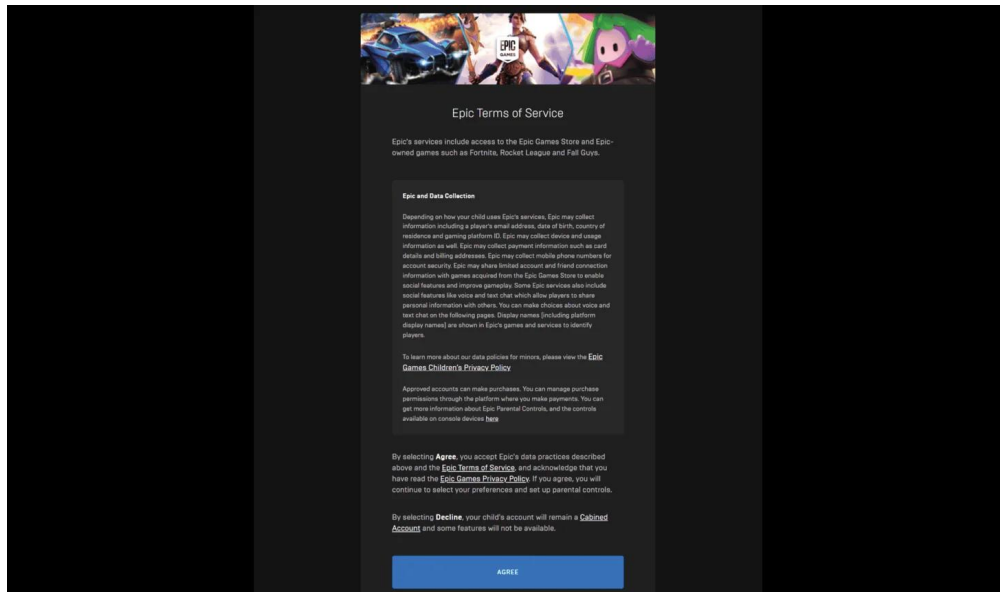 EPIC
GAMES
Epic Terms of Service
Epic's services include access to the Epic Games Store and Epic-
owned games such as Fortnite, Rocket League and Fall Guys.
Epic and Data Collection
Depending on how your child uses Epic's services, Epic may collect
information including a player's email address, date of birth, country of
residence and gaming platform ID. Epic may collect device and usage
information as well. Epic may collect payment information such as card
details and billing addresses. Epic may collect mobile phone numbers for
account security. Epic may share limited account and friend connection
information with games acquired from the Epic Games Store to enable
social features and improve gameplay. Some Epic services also include
social features like voice and text chat which allow players to share
personal information with others. You can make choices about voice and
text chat on the following pages. Display names [including platform
display names] are shown in Epic's games and services to identify
players.
To learn more about our data policies for minors, please view the Epic
Games Children's Privacy Policy
Approved accounts can make purchases. You can manage purchase
permissions through the platform where you make payments. You can
get more information about Epic Parental Controls, and the controls
available on console devices here
By selecting Agree, you accept Epic's data practices described
above and the Epic Terms of Service, and acknowledge that you
have read the Epic Games Privacy Policy. If you agree, you will
continue to select your preferences and set up parental controls.
By selecting Decline, your child's account will remain a Cabined
Account and some features will not be available.
AGREE